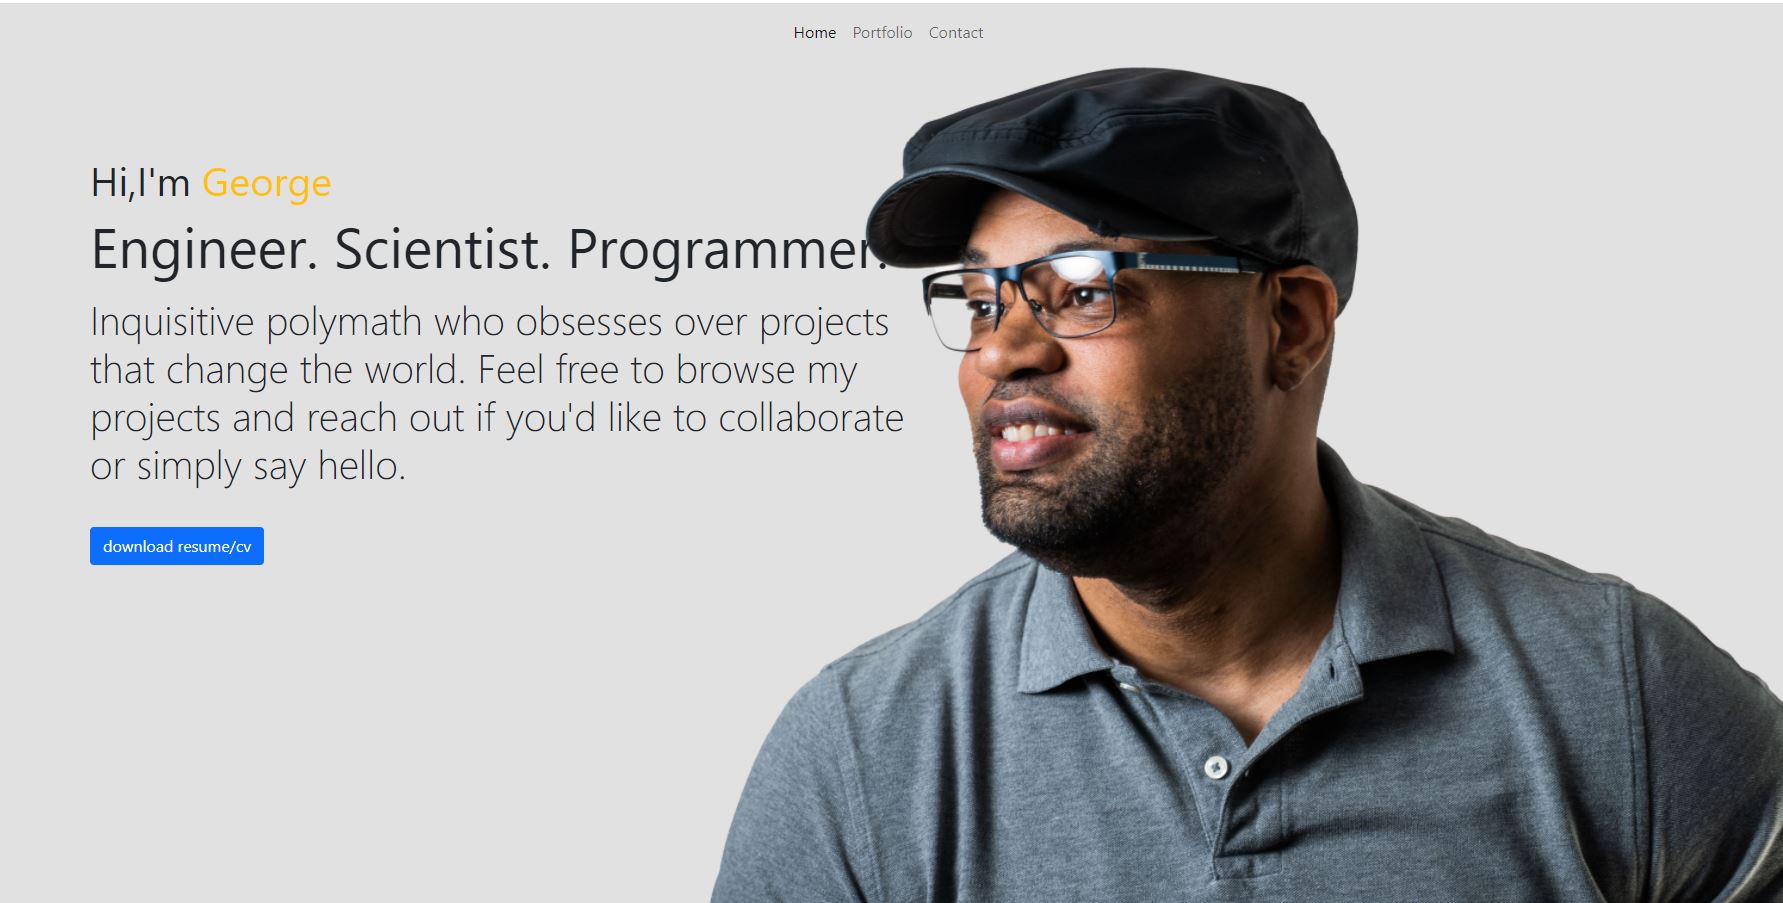 Home Portfolio Contact
Hi,I'm George
Engineer. Scientist. Programmer.
Inquisitive polymath who obsesses over projects
that change the world. Feel free to browse my
projects and reach out if you'd like to collaborate
or simply say hello.
download resume/cv